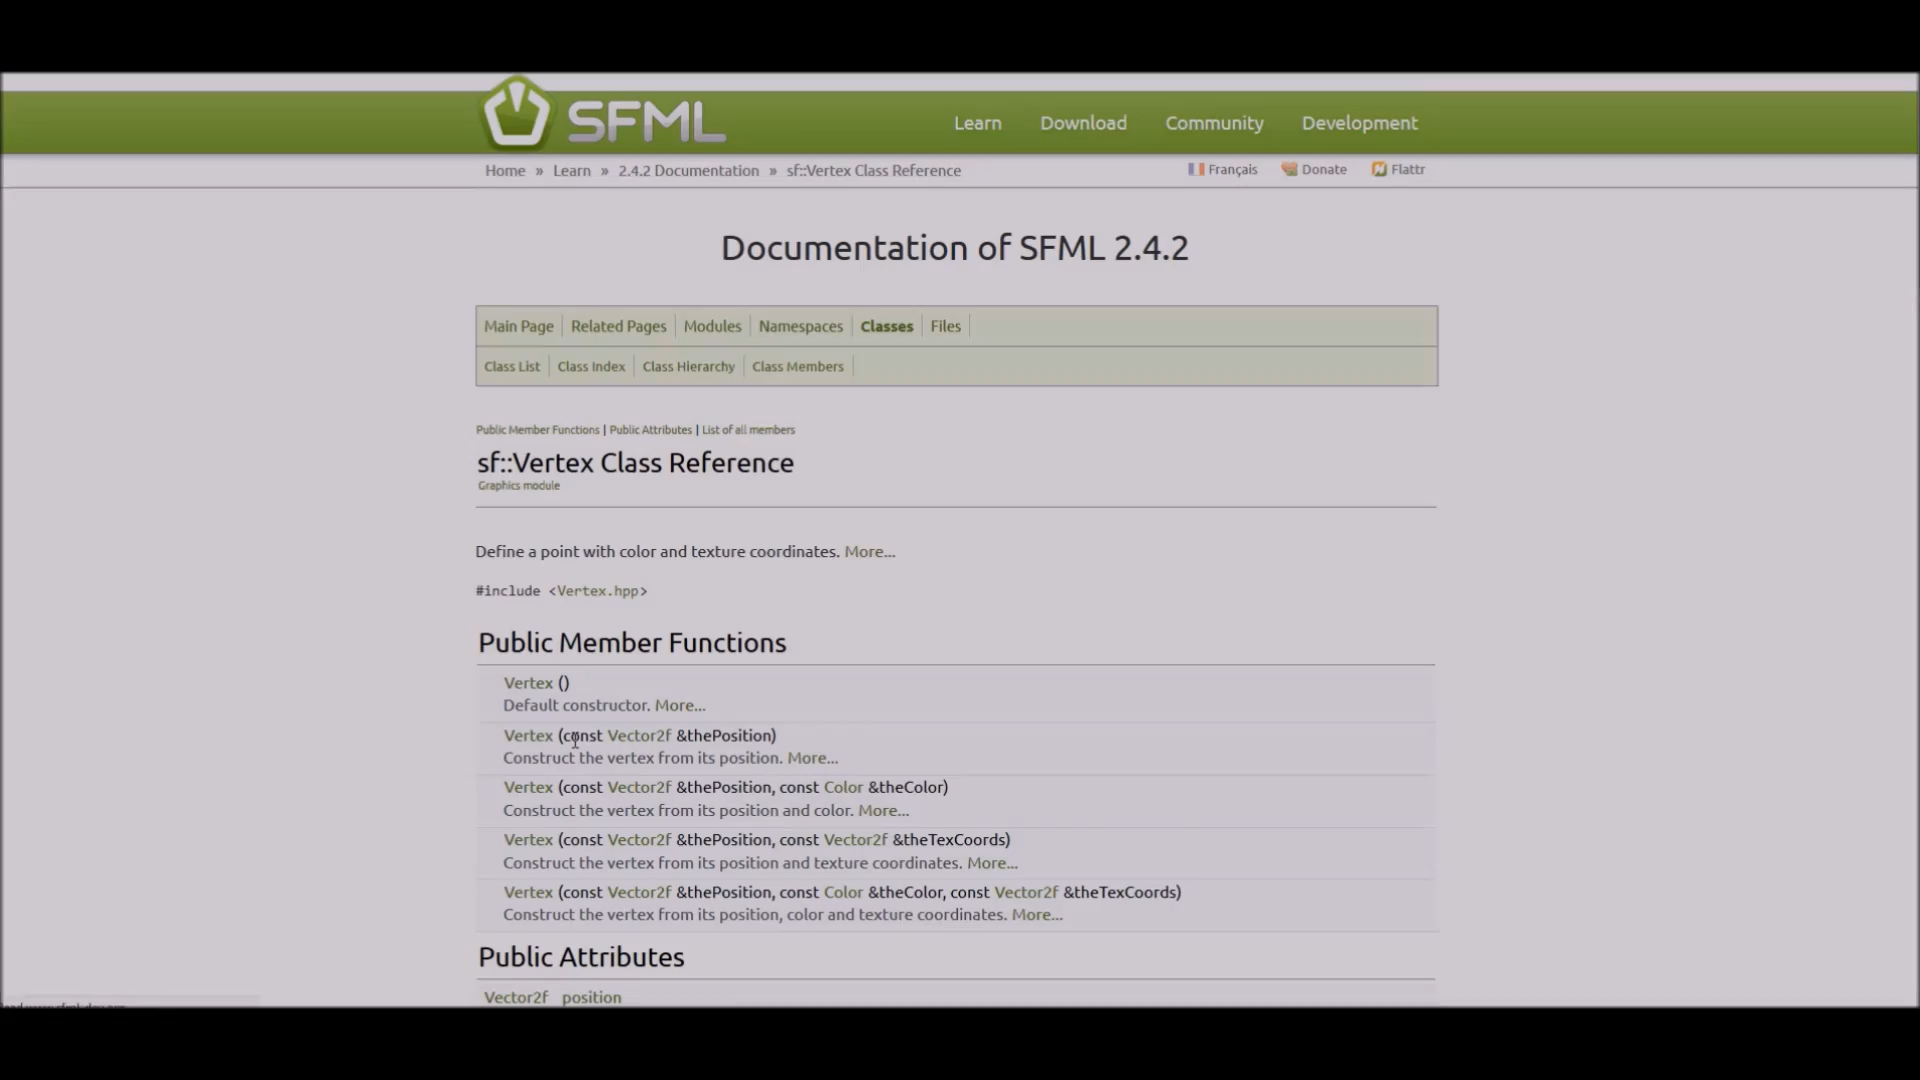 SFML
Learn Download Community Development
Home » Learn » 2.4.2 Documentation » sf::Vertex Class Reference
Français Donate Flattr
Documentation of SFML 2.4.2
Main Page Related Pages Modules Namespaces Classes Files
Class List Class Index Class Hierarchy Class Members
Public Member Functions | Public Attributes | List of all members
sf::Vertex Class Reference
Graphics module
Define a point with color and texture coordinates. More...
#include <Vertex.hpp>
Public Member Functions
Vertex ()
Default constructor. More...
Vertex (const Vector2f &thePosition)
Construct the vertex from its position. More...
Vertex (const Vector2f &thePosition, const Color &theColor)
Construct the vertex from its position and color. More...
Vertex (const Vector2f &thePosition, const Vector2f &theTexCoords)
Construct the vertex from its position and texture coordinates. More...
Vertex (const Vector2f &thePosition, const Color &theColor, const Vector2f &theTexCoords)
Construct the vertex from its position, color and texture coordinates. More...
Public Attributes
Vector2f position